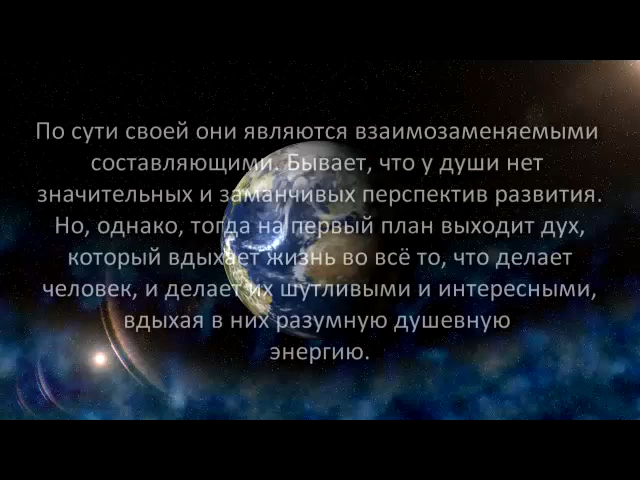 По сути своей они являются взаимозаменяемыми
составляющими. Бывает, что у души нет
значительных и заманчивых перспектив развития.
Но, однако, тогда на первый план выходит дух,
который вдыхает жизнь во всё то, что делает
человек, и делает их шутливыми и интересными,
вдыхая в них разумную душевную
энергию.